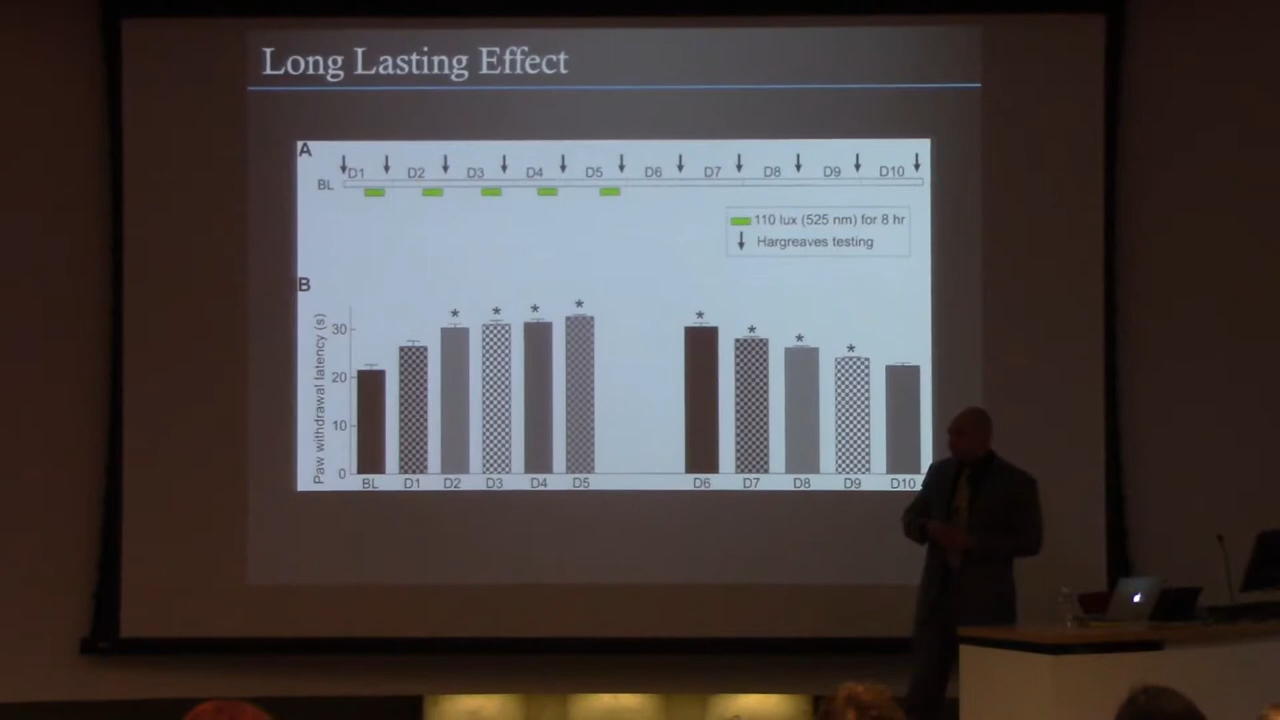 Long Lasting Effect
A
D1 D2 D3 D4 D5 D6 D7 D8 D9 D10
BL
110 lux (525 nm) for 8 hr
Hargreaves testing
B
Paw withdrawal latency (s)
30
20
10
0
* * * * * * * *
BL D1 D2 D3 D4 D5 D6 D7 D8 D9 D10